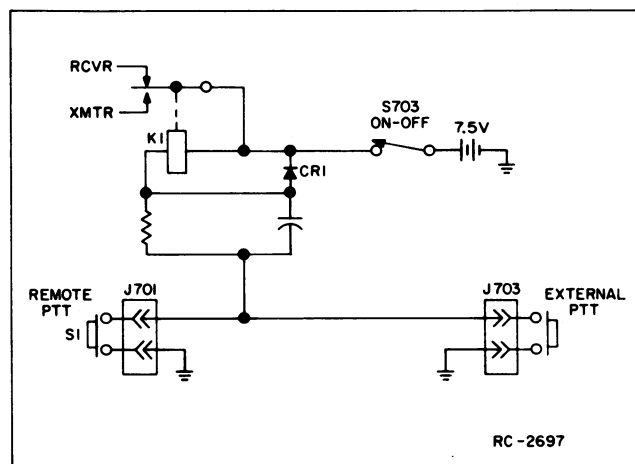 RCVR
XMTR
K1
S703
ON-OFF
7.5V
CR1
REMOTE
PTT
S1
J701
J703
EXTERNAL
PTT
RC-2697